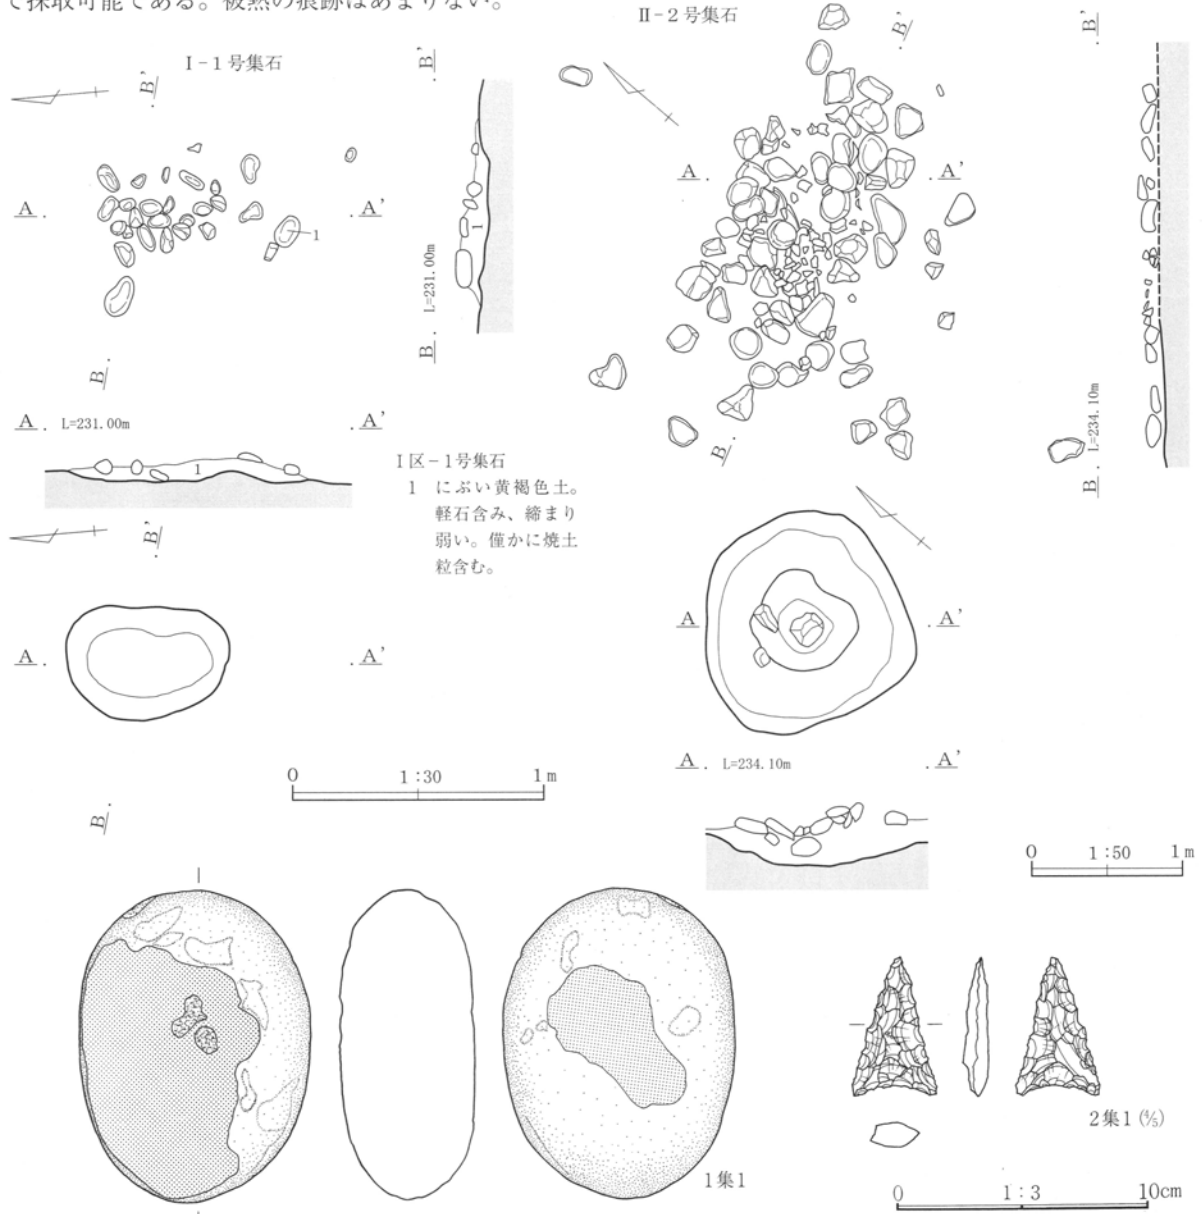 て採取可能である。被熱の痕跡はあまりない。
Ⅰ-1号集石
B'
A. .A'
1
B.
B'
1
L=231.00m
B.
A. L=231.00m .A'
1
Ⅰ区-1号集石
1 にぶい黄褐色土。
軽石含み、締まり
弱い。僅かに焼土
粒含む。
B'
A. .A'
B.
0 1:30 1m
Ⅱ-2号集石
B'
A. .A'
B.
B'
B. L=234.10m
A .A'
A. L=234.10m .A'
0 1:50 1m
1集1
2集1 (⅘)
0 1:3 10cm